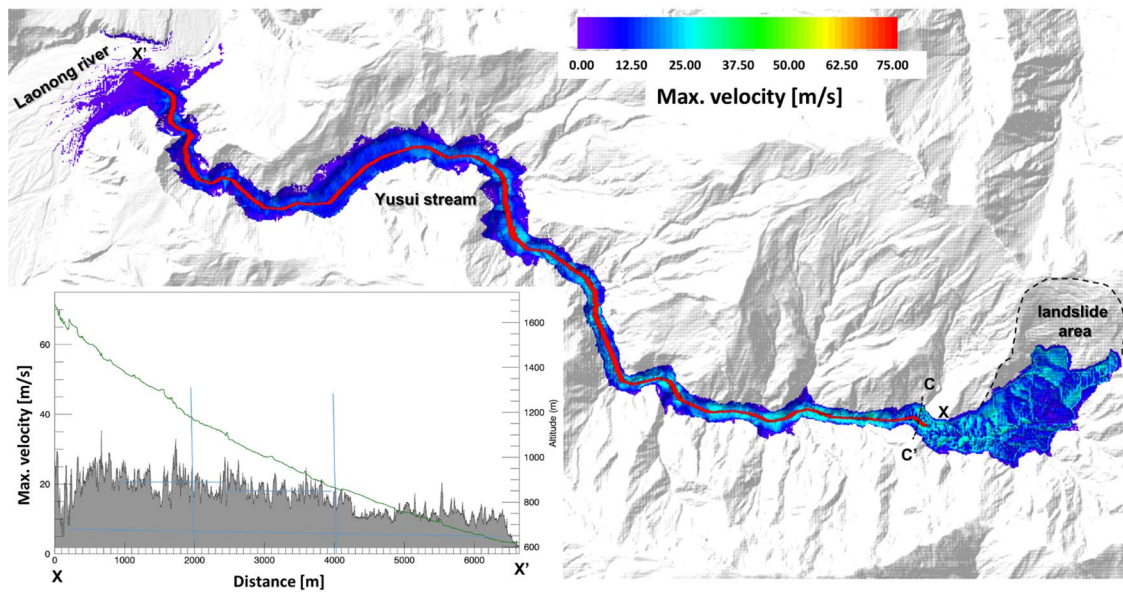 X'
Laonong river
0.00 12.50 25.00 37.50 50.00 62.50 75.00
Max. velocity [m/s]
Yusui stream
landslide
area
C
X
C'
Max. velocity [m/s]
60
40
20
0
1600
1400
1200
1000
800
600
Altitude (m)
0 1000 2000 3000 4000 5000 6000
X
Distance [m]
X'